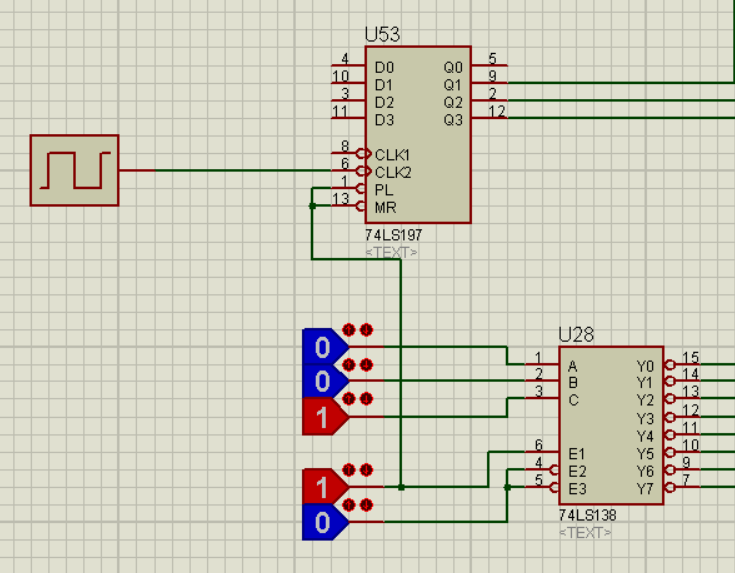 U53
4 D0 Q0 5
10 D1 Q1 9
3 D2 Q2 2
11 D3 Q3 12
8 CLK1
6 CLK2
1 PL
13 MR
74LS197
<TEXT>
0
0
1
1
0
U28
1 A Y0 15
2 B Y1 14
3 C Y2 13
Y3 12
Y4 11
6 E1 Y5 10
4 E2 Y6 9
5 E3 Y7 7
74LS138
<TEXT>